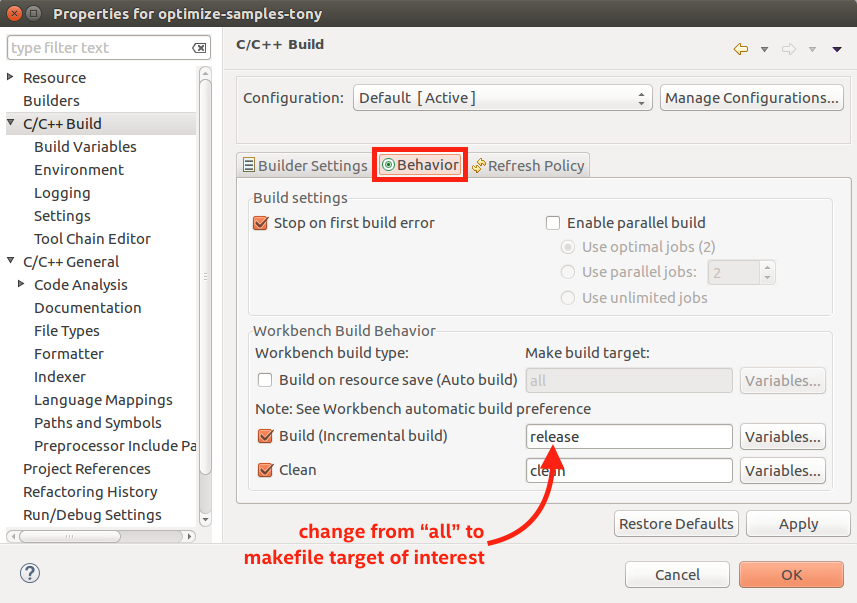 Properties for optimize-samples-tony
type filter text
C/C++ Build
Resource
Builders
C/C++ Build
Build Variables
Environment
Logging
Settings
Tool Chain Editor
C/C++ General
Code Analysis
Documentation
File Types
Formatter
Indexer
Language Mappings
Paths and Symbols
Preprocessor Include Pa
Project References
Refactoring History
Run/Debug Settings
Configuration: Default [Active] Manage Configurations...
Builder Settings Behavior Refresh Policy
Build settings
Stop on first build error Enable parallel build
Use optimal jobs (2)
Use parallel jobs: 2
Use unlimited jobs
Workbench Build Behavior
Workbench build type: Make build target:
Build on resource save (Auto build) all Variables...
Note: See Workbench automatic build preference
Build (Incremental build) release Variables...
Clean clean Variables...
change from “all” to
makefile target of interest
Restore Defaults Apply
? Cancel OK